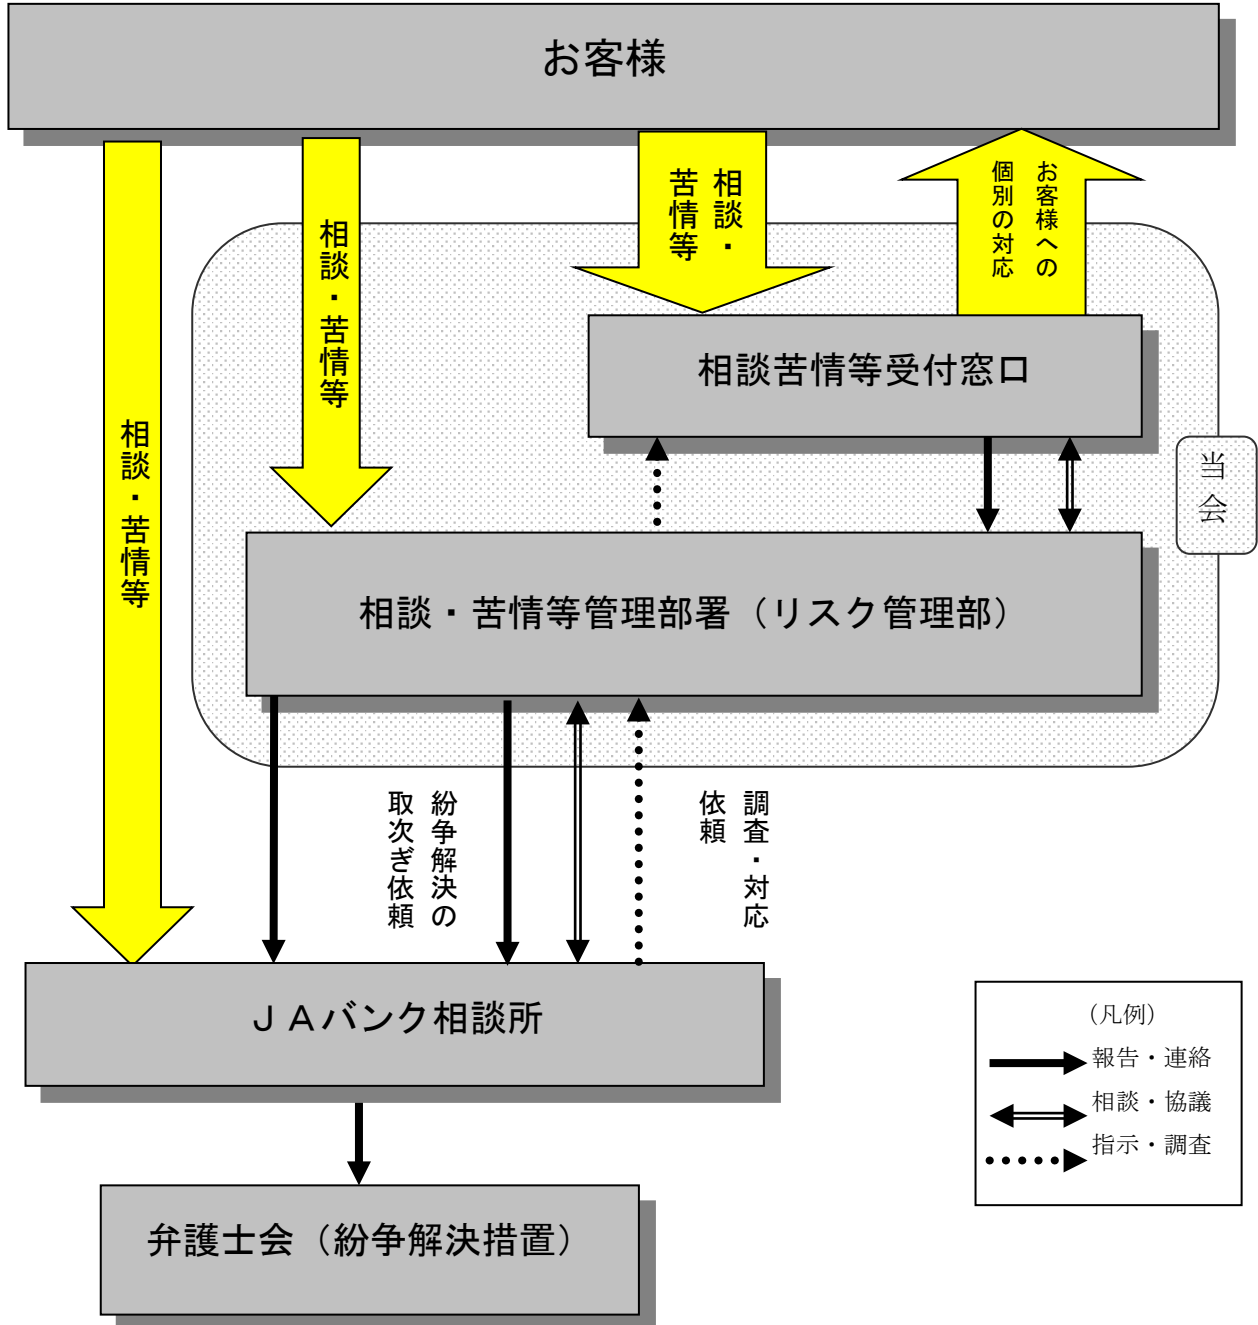 お客様
相談・苦情等
相談・苦情等
相談・
苦情等
お客様への
個別の対応
相談苦情等受付窓口
当会
相談・苦情等管理部署（リスク管理部）
紛争解決の
取次ぎ依頼
調査・対応
依頼
ＪＡバンク相談所
弁護士会（紛争解決措置）
（凡例）
報告・連絡
相談・協議
指示・調査